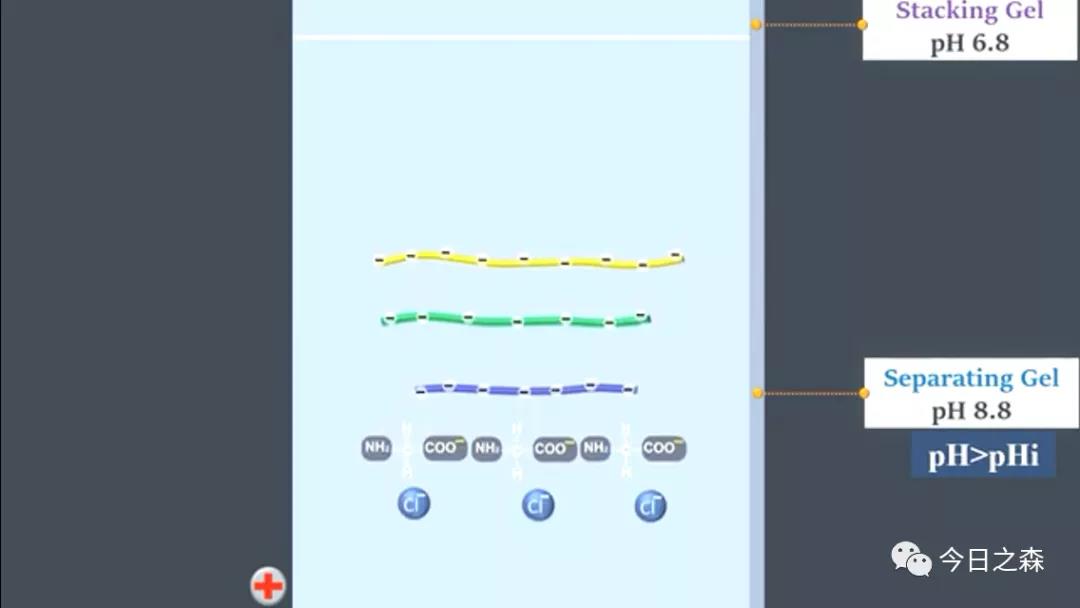 Stacking Gel
pH 6.8
Separating Gel
pH 8.8
pH>pHi
NH₂ H-C-H COO⁻ NH₂ H-C-H COO⁻ NH₂ H-C-H COO⁻
Cl⁻ Cl⁻ Cl⁻
今日之森